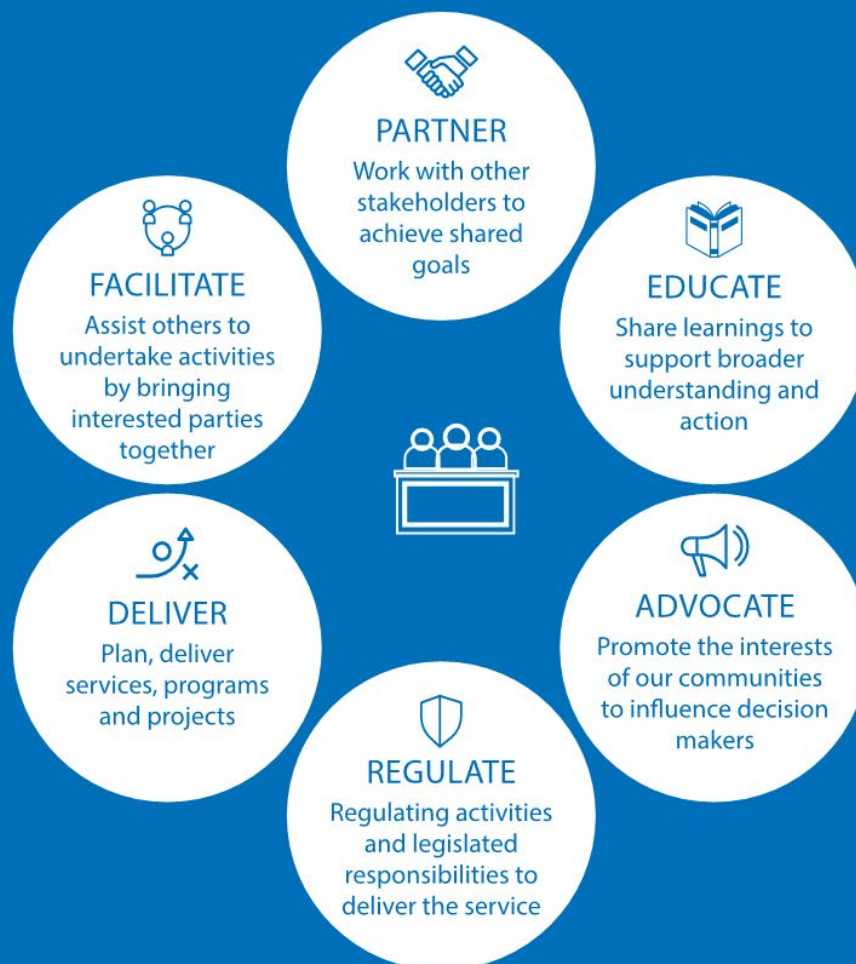 PARTNER
Work with other
stakeholders to
achieve shared
goals
EDUCATE
Share learnings to
support broader
understanding and
action
ADVOCATE
Promote the interests
of our communities
to influence decision
makers
REGULATE
Regulating activities
and legislated
responsibilities to
deliver the service
DELIVER
Plan, deliver
services, programs
and projects
FACILITATE
Assist others to
undertake activities
by bringing
interested parties
together